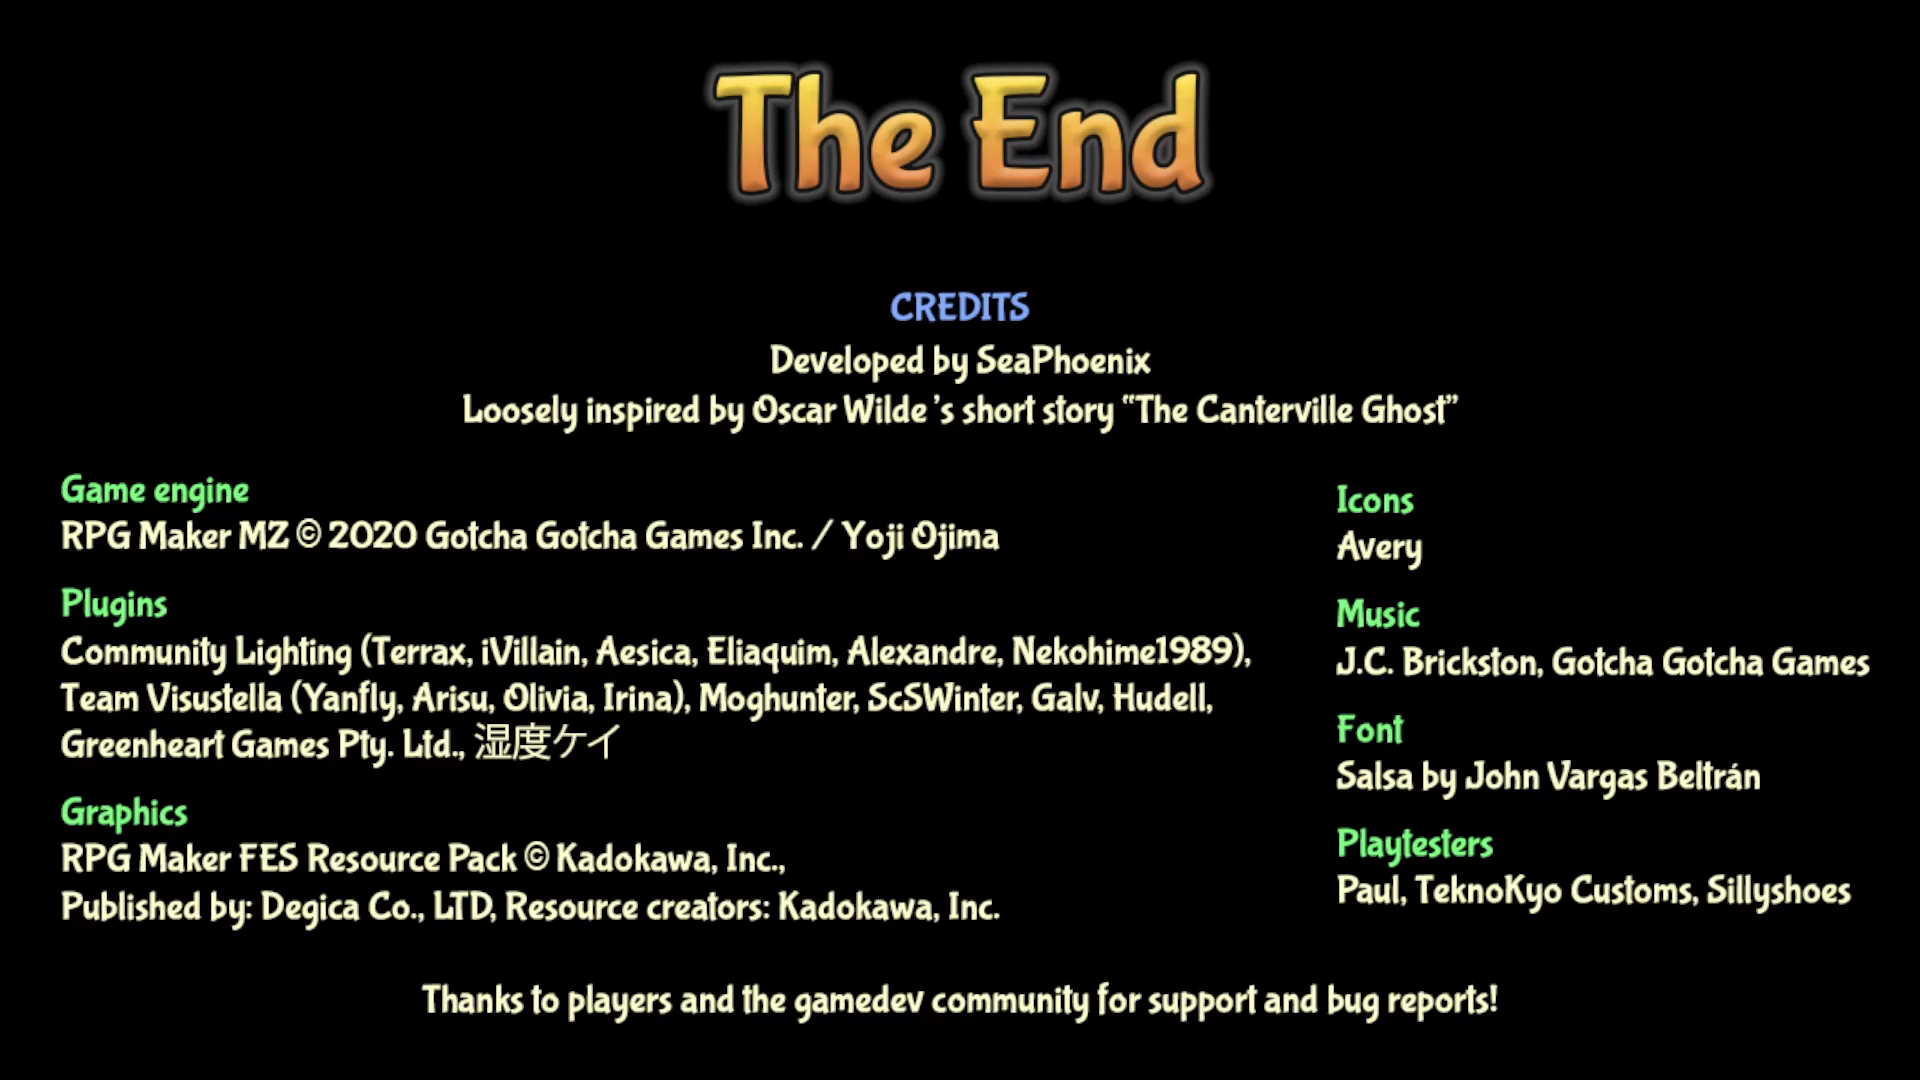 The End
CREDITS
Developed by SeaPhoenix
Loosely inspired by Oscar Wilde 's short story “The Canterville Ghost”
Game engine
RPG Maker MZ © 2020 Gotcha Gotcha Games Inc. / Yoji Ojima
Plugins
Community Lighting (Terrax, iVillain, Aesica, Eliaquim, Alexandre, Nekohime1989),
Team Visustella (Yanfly, Arisu, Olivia, Irina), Moghunter, ScSWinter, Galv, Hudell,
Greenheart Games Pty. Ltd., 湿度ケイ
Graphics
RPG Maker FES Resource Pack © Kadokawa, Inc.,
Published by: Degica Co., LTD, Resource creators: Kadokawa, Inc.
Icons
Avery
Music
J.C. Brickston, Gotcha Gotcha Games
Font
Salsa by John Vargas Beltrán
Playtesters
Paul, TeknoKyo Customs, Sillyshoes
Thanks to players and the gamedev community for support and bug reports!